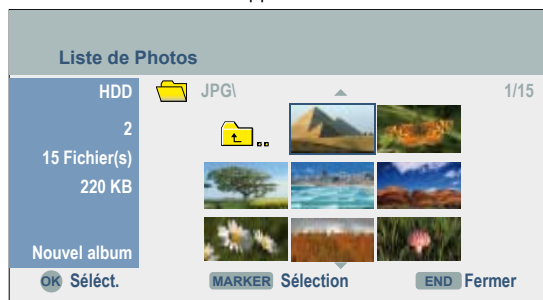 Liste de Photos
HDD
JPG\
1/15
2
..
15 Fichier(s)
220 KB
Nouvel album
OK Séléct.
MARKER Sélection
END Fermer